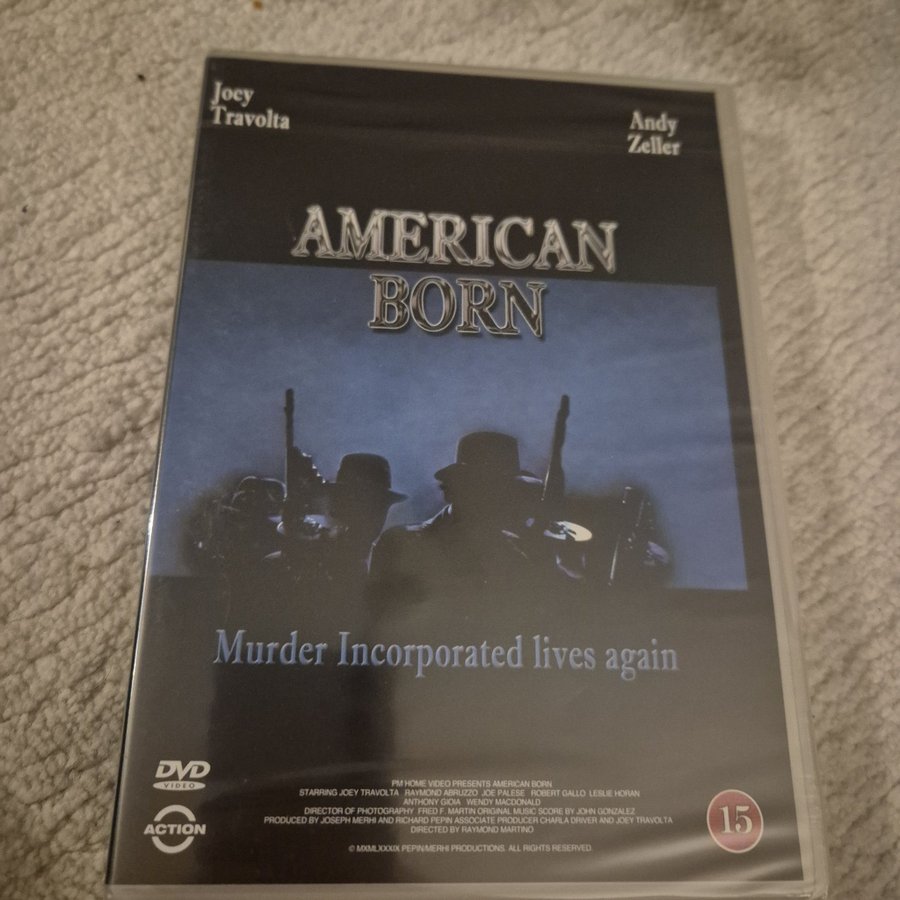 Joey
Travolta
Andy
Zeller
AMERICAN
BORN
Murder Incorporated lives again
DVD
VIDEO
ACTION
PM HOME VIDEO PRESENTS AMERICAN BORN
STARRING JOEY TRAVOLTA RAYMOND ABRUZZO JOE PALESE ROBERT GALLO LESLIE HORAN
ANTHONY GIOIA WENDY MACDONALD
DIRECTOR OF PHOTOGRAPHY FRED F. MARTIN ORIGINAL MUSIC SCORE BY JOHN GONZALEZ
PRODUCED BY JOSEPH MERHI AND RICHARD PEPIN ASSOCIATE PRODUCER CHARLA DRIVER AND JOEY TRAVOLTA
DIRECTED BY RAYMOND MARTINO
© MXMLXXXIX PEPIN/MERHI PRODUCTIONS. ALL RIGHTS RESERVED.
15